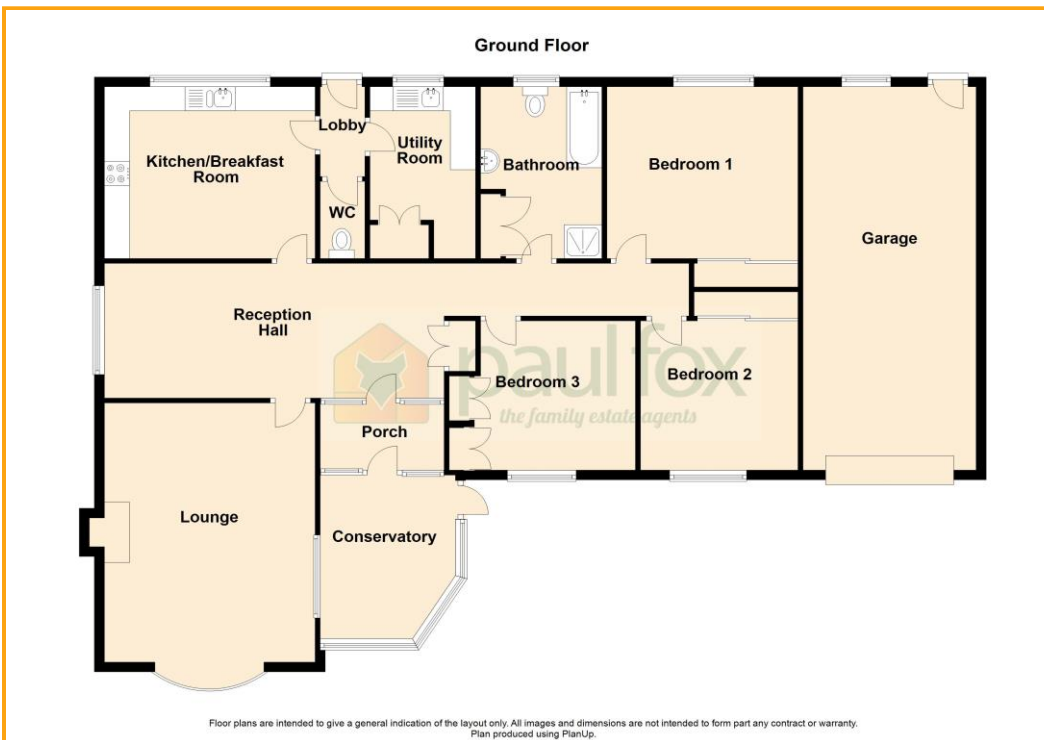 Ground Floor
Kitchen/Breakfast
Room
Lobby
Utility
Room
WC
Bathroom
Bedroom 1
Garage
Reception
Hall
paul fox
the family estate agents
Bedroom 3
Bedroom 2
Porch
Lounge
Conservatory
Floor plans are intended to give a general indication of the layout only. All images and dimensions are not intended to form part any contract or warranty.
Plan produced using PlanUp.